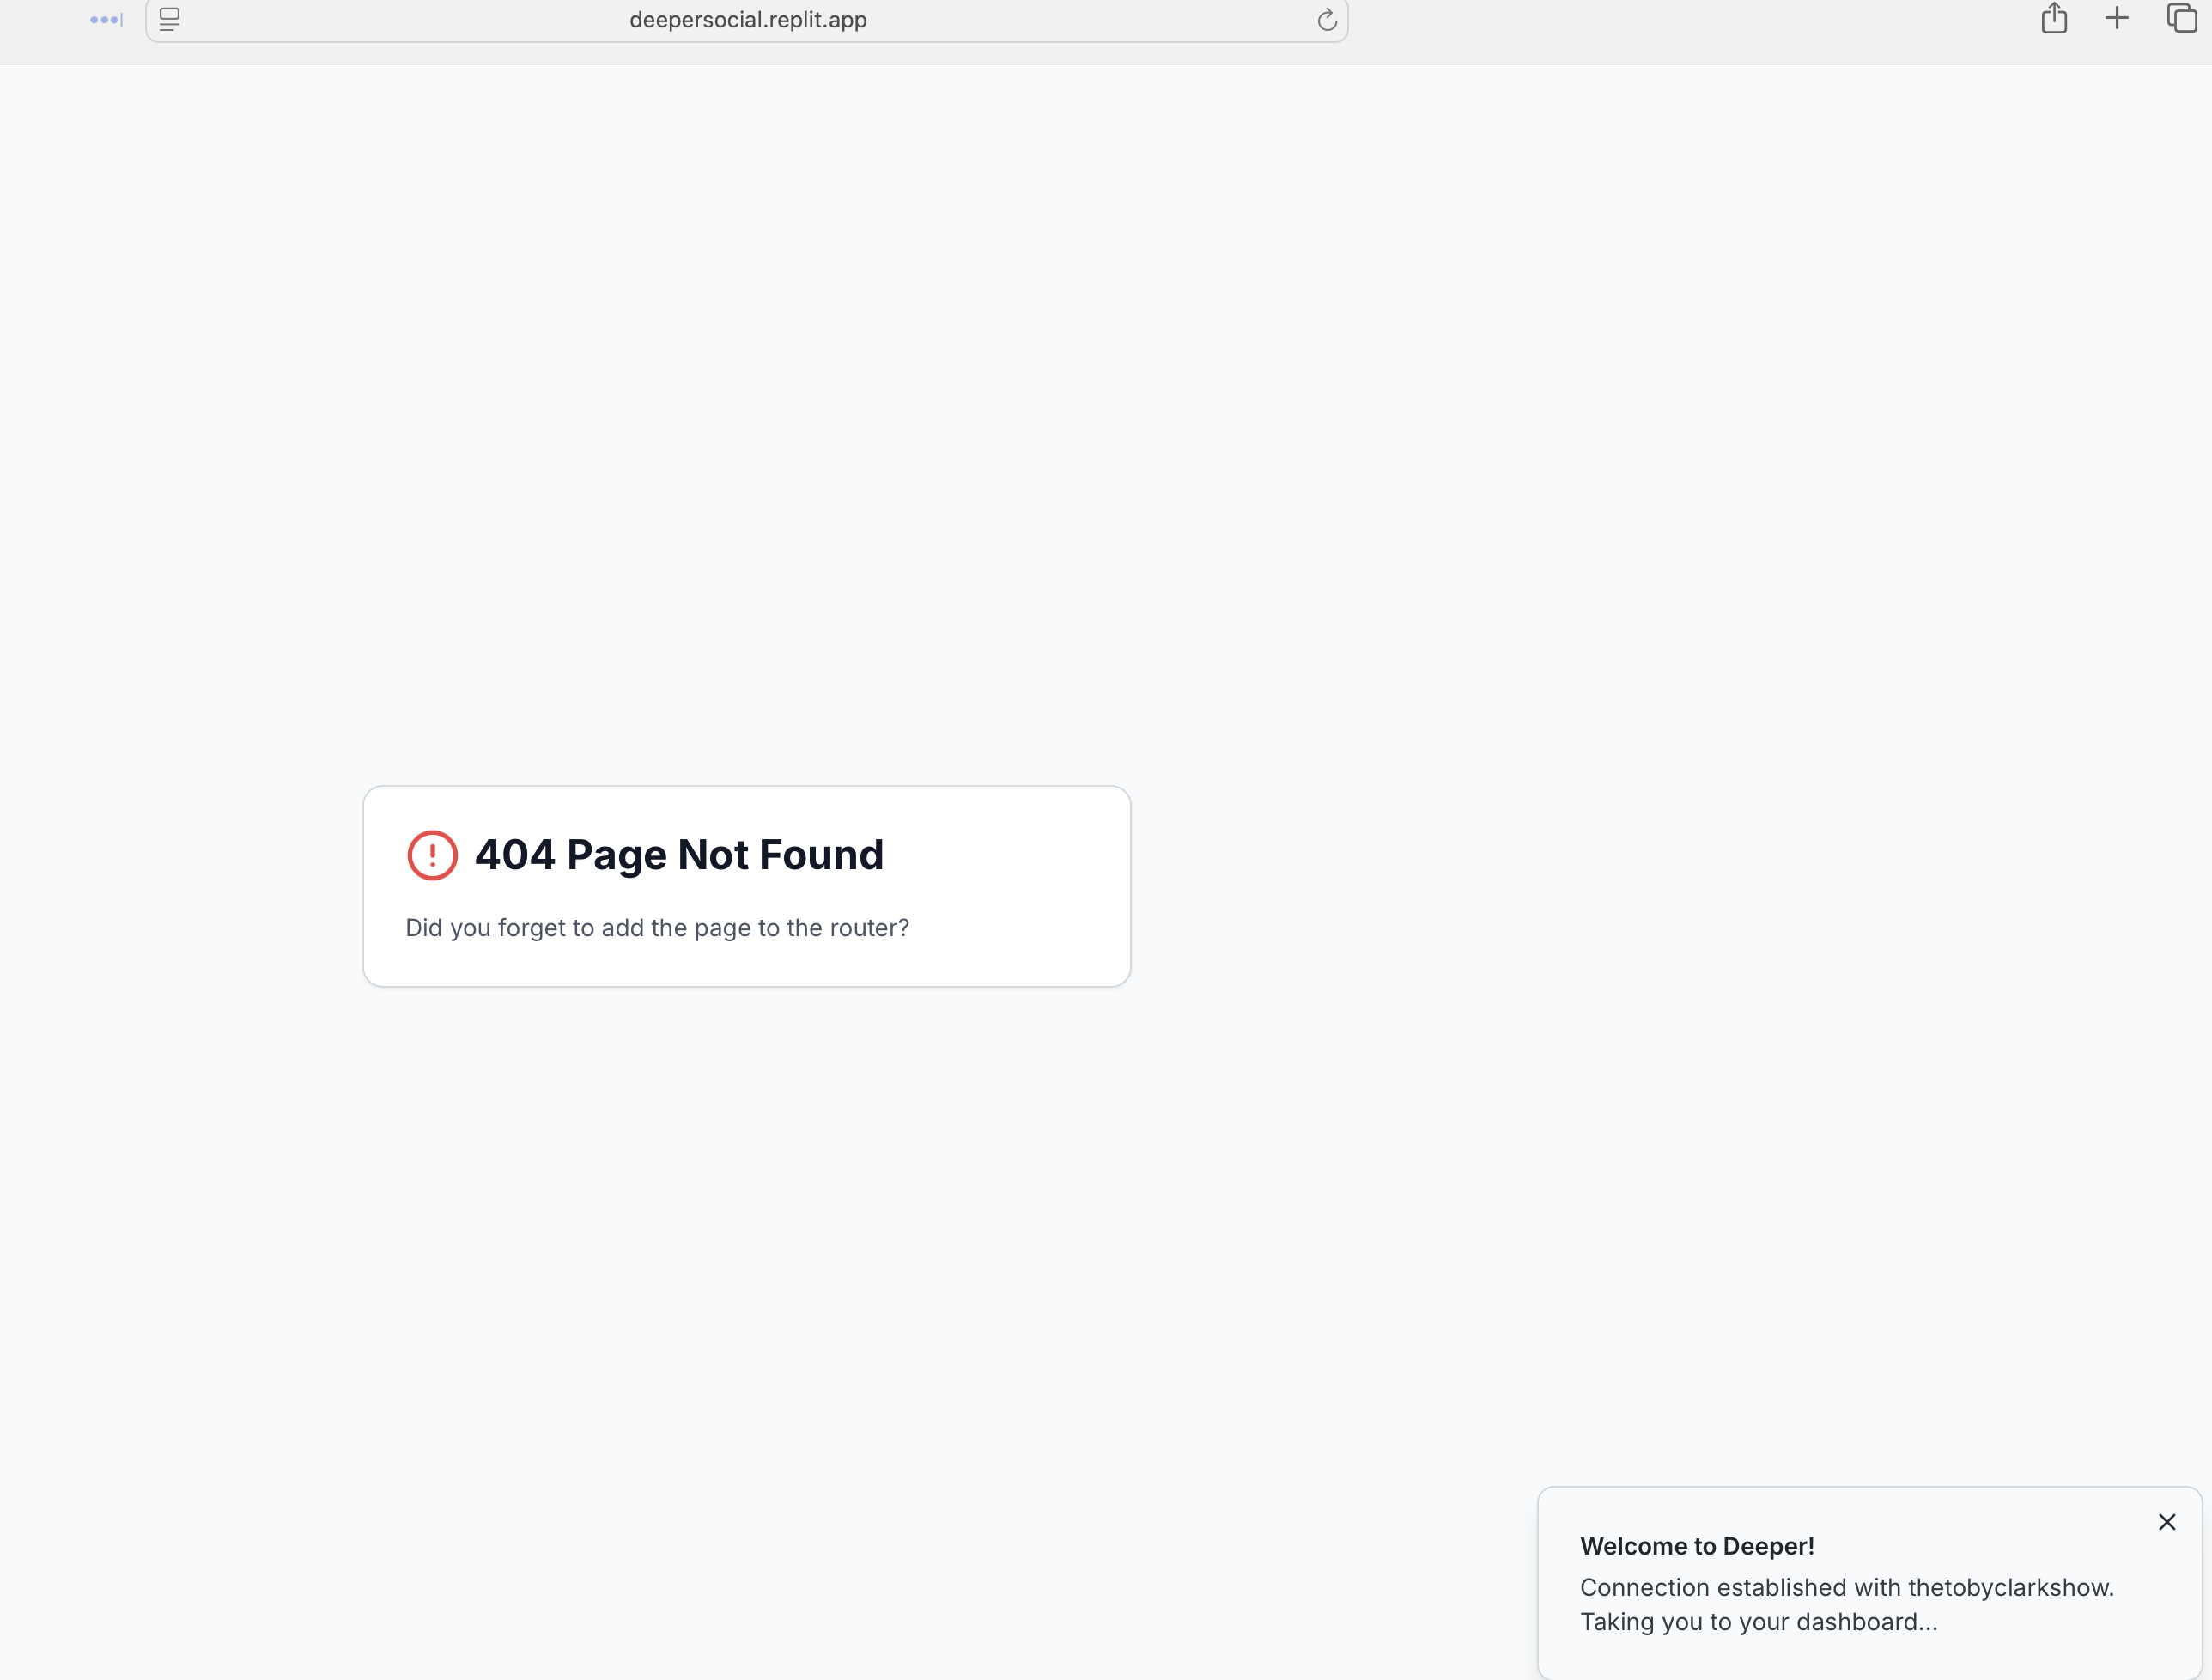 deepersocial.replit.app
404 Page Not Found
Did you forget to add the page to the router?
Welcome to Deeper!
Connection established with thetobyclarkshow.
Taking you to your dashboard...